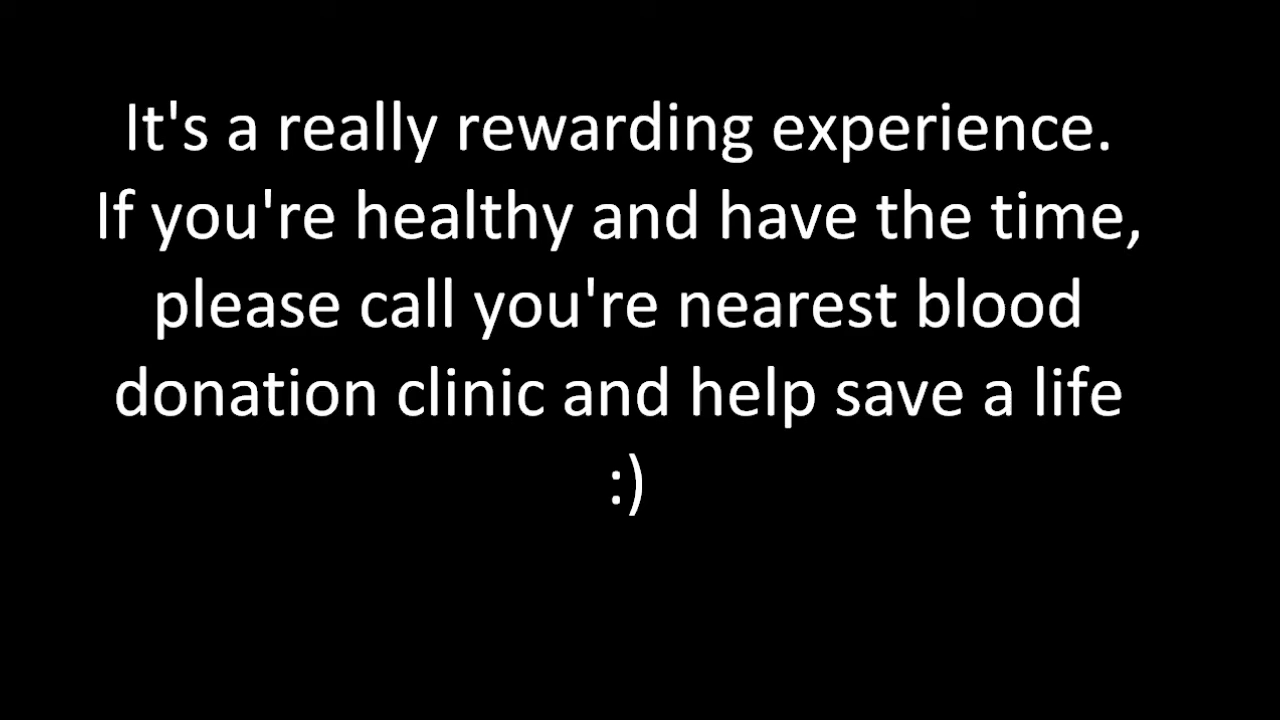 It's a really rewarding experience.
If you're healthy and have the time,
please call you're nearest blood
donation clinic and help save a life
:)